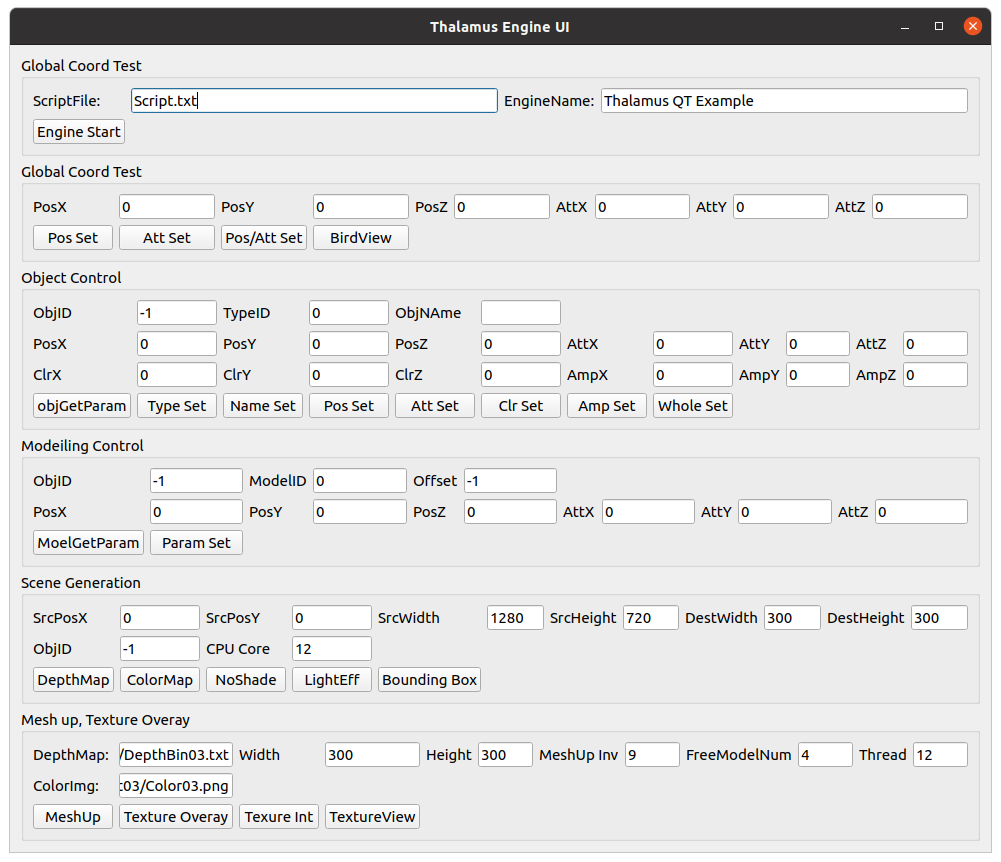 Thalamus Engine UI
Global Coord Test
ScriptFile: Script.txt EngineName: Thalamus QT Example
Engine Start
Global Coord Test
PosX 0 PosY 0 PosZ 0 AttX 0 AttY 0 AttZ 0
Pos Set Att Set Pos/Att Set BirdView
Object Control
ObjID -1 TypeID 0 ObjNAme
PosX 0 PosY 0 PosZ 0 AttX 0 AttY 0 AttZ 0
ClrX 0 ClrY 0 ClrZ 0 AmpX 0 AmpY 0 AmpZ 0
objGetParam Type Set Name Set Pos Set Att Set Clr Set Amp Set Whole Set
Modeiling Control
ObjID -1 ModelID 0 Offset -1
PosX 0 PosY 0 PosZ 0 AttX 0 AttY 0 AttZ 0
MoelGetParam Param Set
Scene Generation
SrcPosX 0 SrcPosY 0 SrcWidth 1280 SrcHeight 720 DestWidth 300 DestHeight 300
ObjID -1 CPU Core 12
DepthMap ColorMap NoShade LightEff Bounding Box
Mesh up, Texture Overay
DepthMap: /DepthBin03.txt Width 300 Height 300 MeshUp Inv 9 FreeModelNum 4 Thread 12
ColorImg: :03/Color03.png
MeshUp Texture Overay Texure Int TextureView